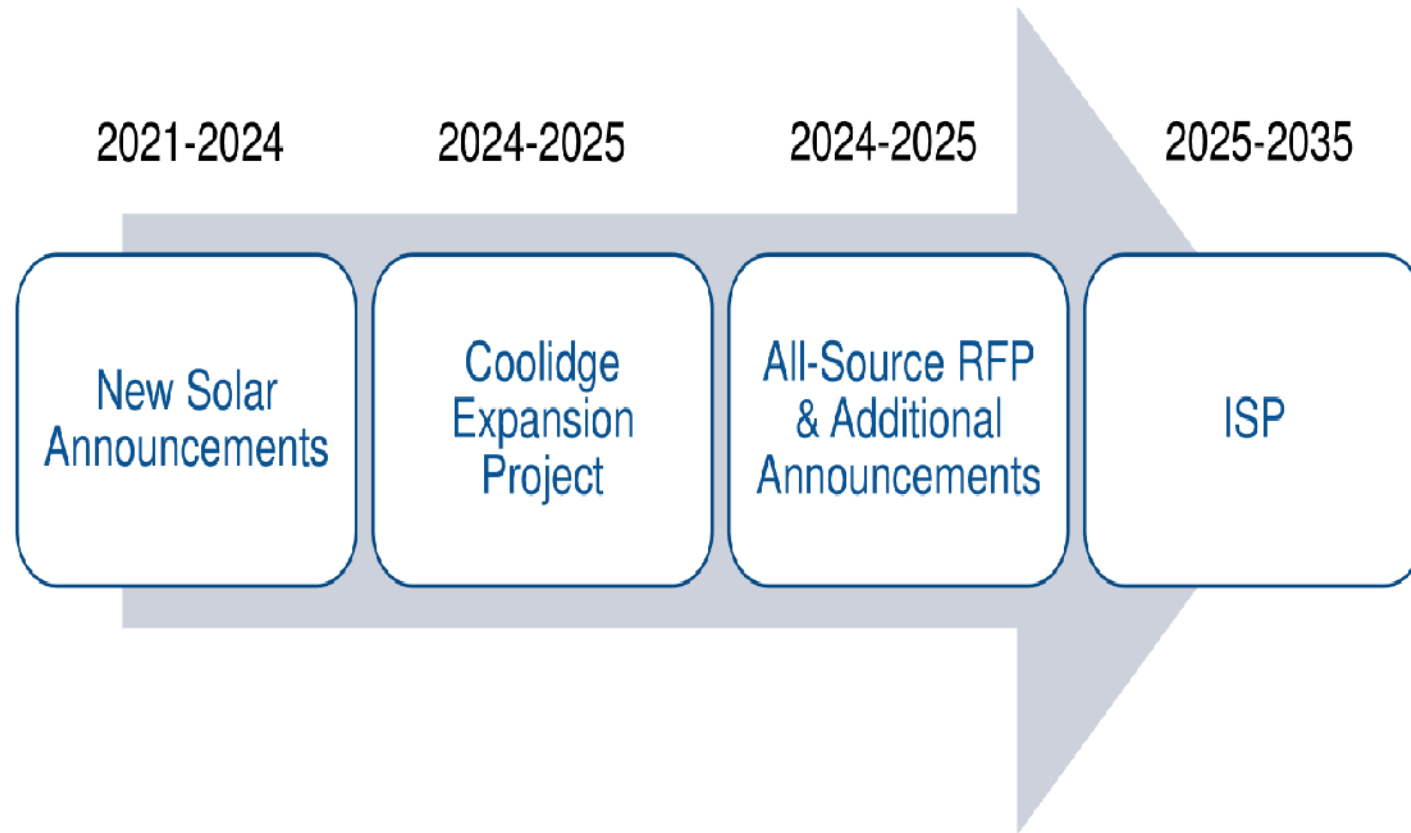 2021-2024
2024-2025
2024-2025
2025-2035
New Solar
Announcements
Coolidge
Expansion
Project
All-Source RFP
& Additional
Announcements
ISP